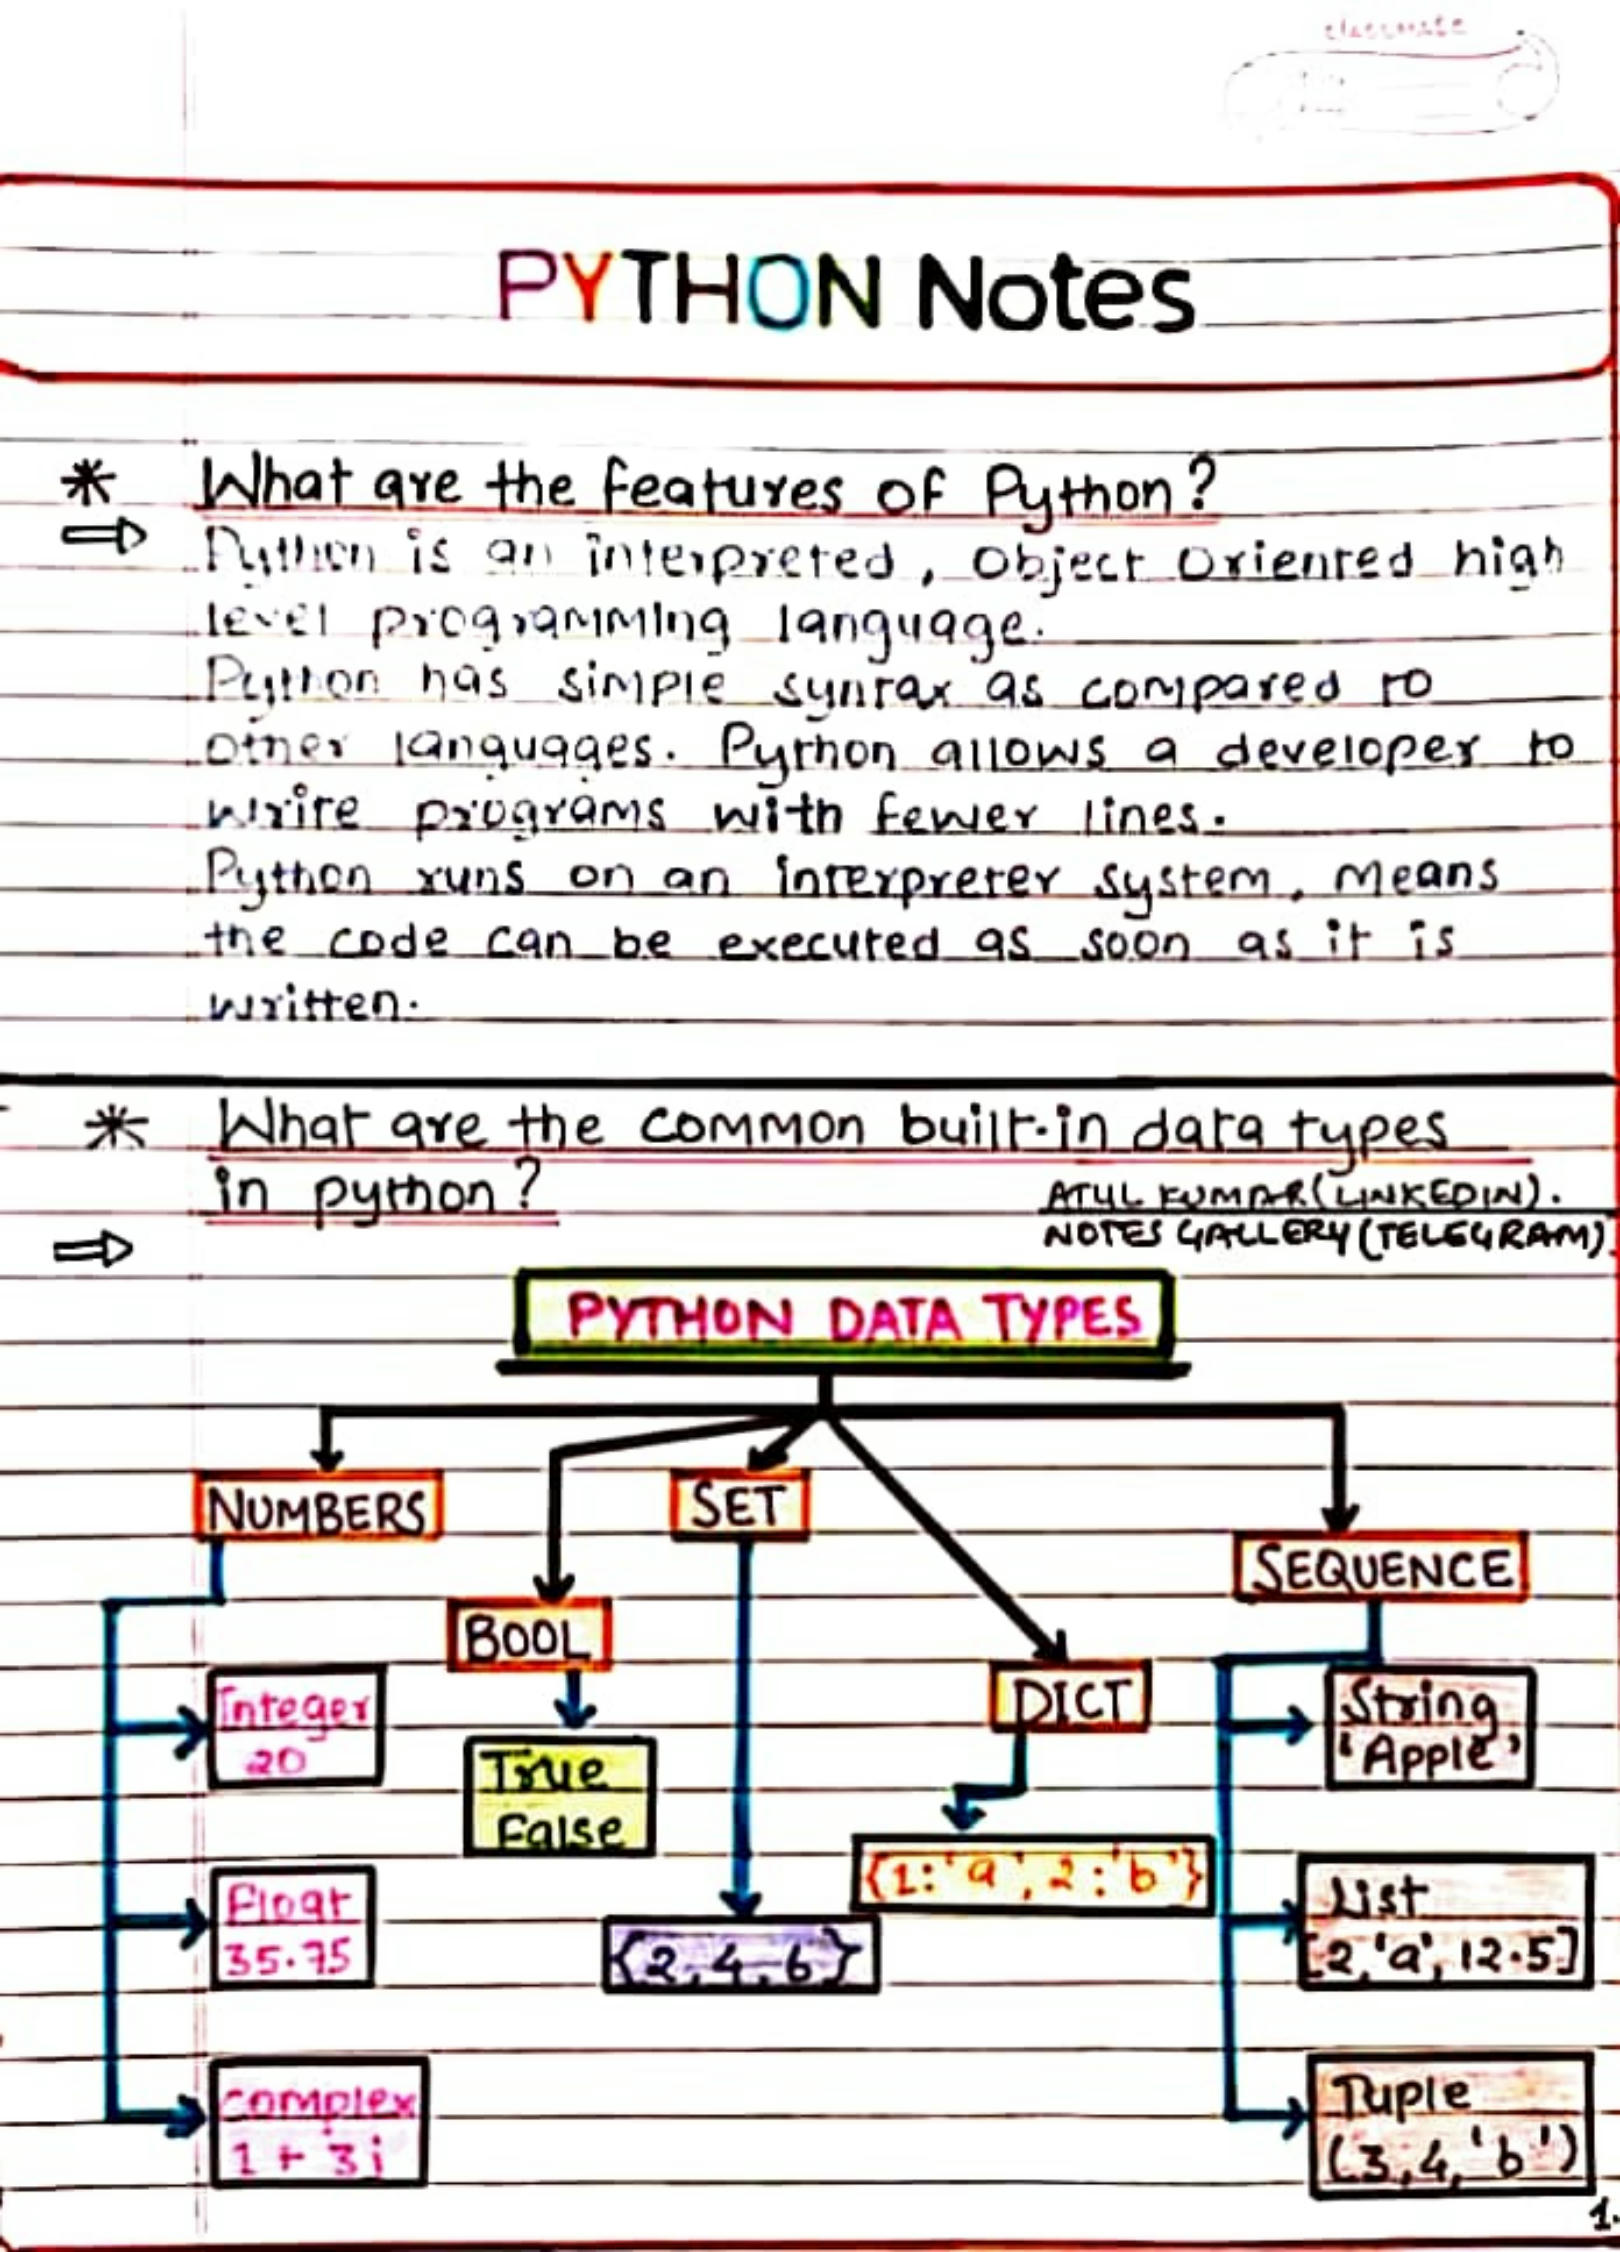 classmate
PYTHON Notes
* What are the features of Python?
⇒ Python is an interpreted, Object Oriented high
level programming language.
Python has simple syntax as compared to
other languages. Python allows a developer to
write programs with fewer lines.
Python runs on an interpreter system, means
the code can be executed as soon as it is
written.
* What are the common built-in data types
in python?
ATUL KUMAR (LINKEDIN).
NOTES GALLERY (TELEGRAM)
⇒
PYTHON DATA TYPES
NUMBERS
SET
SEQUENCE
BOOL
DICT
Integer
20
True
False
String
'Apple'
{1:'a', 2:'b'}
Float
35.75
{2,4,6}
List
[2,'a', 12.5]
Complex
1 + 3i
Tuple
(3,4,'b')
1.